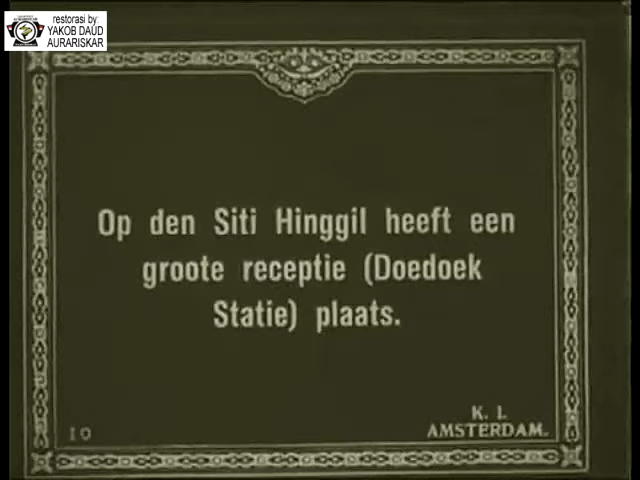 restorasi by:
YAKOB DAUD
AURARISKAR
Op den Siti Hinggil heeft een
groote receptie (Doedoek
Statie) plaats.
10
K. I.
AMSTERDAM.